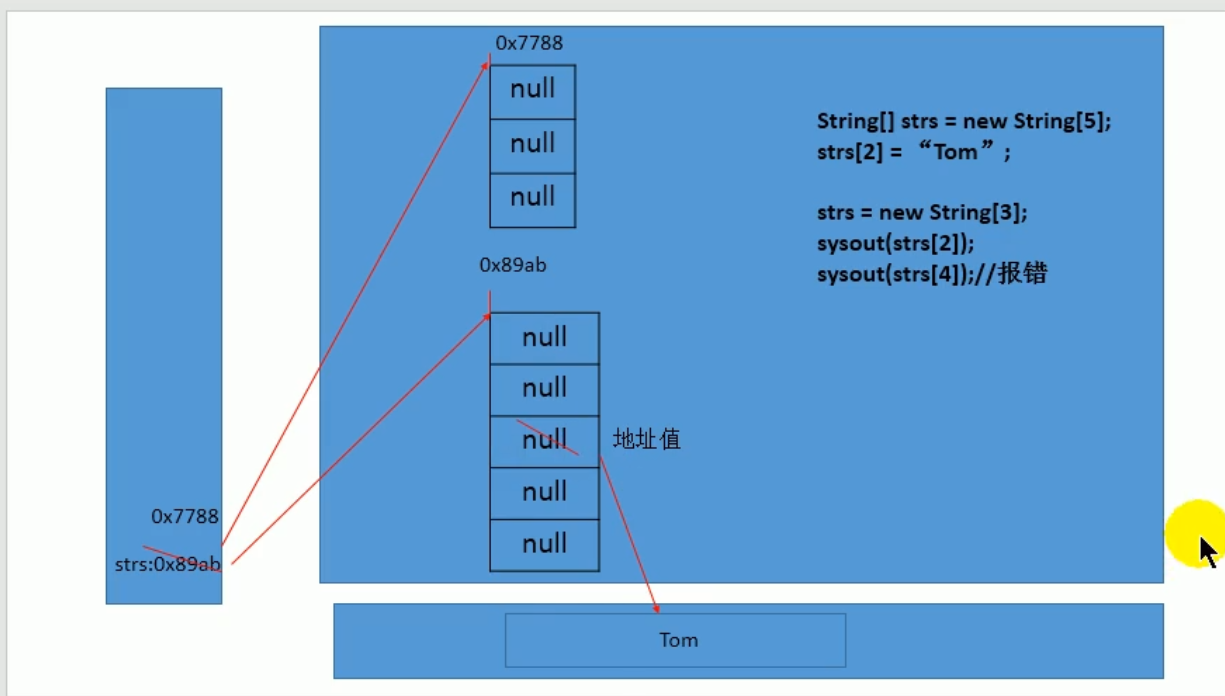 0x7788
null
null
null
String[] strs = new String[5];
strs[2] = “Tom”;
strs = new String[3];
sysout(strs[2]);
sysout(strs[4]);//报错
0x89ab
null
null
null
地址值
null
null
0x7788
strs:0x89ab
Tom